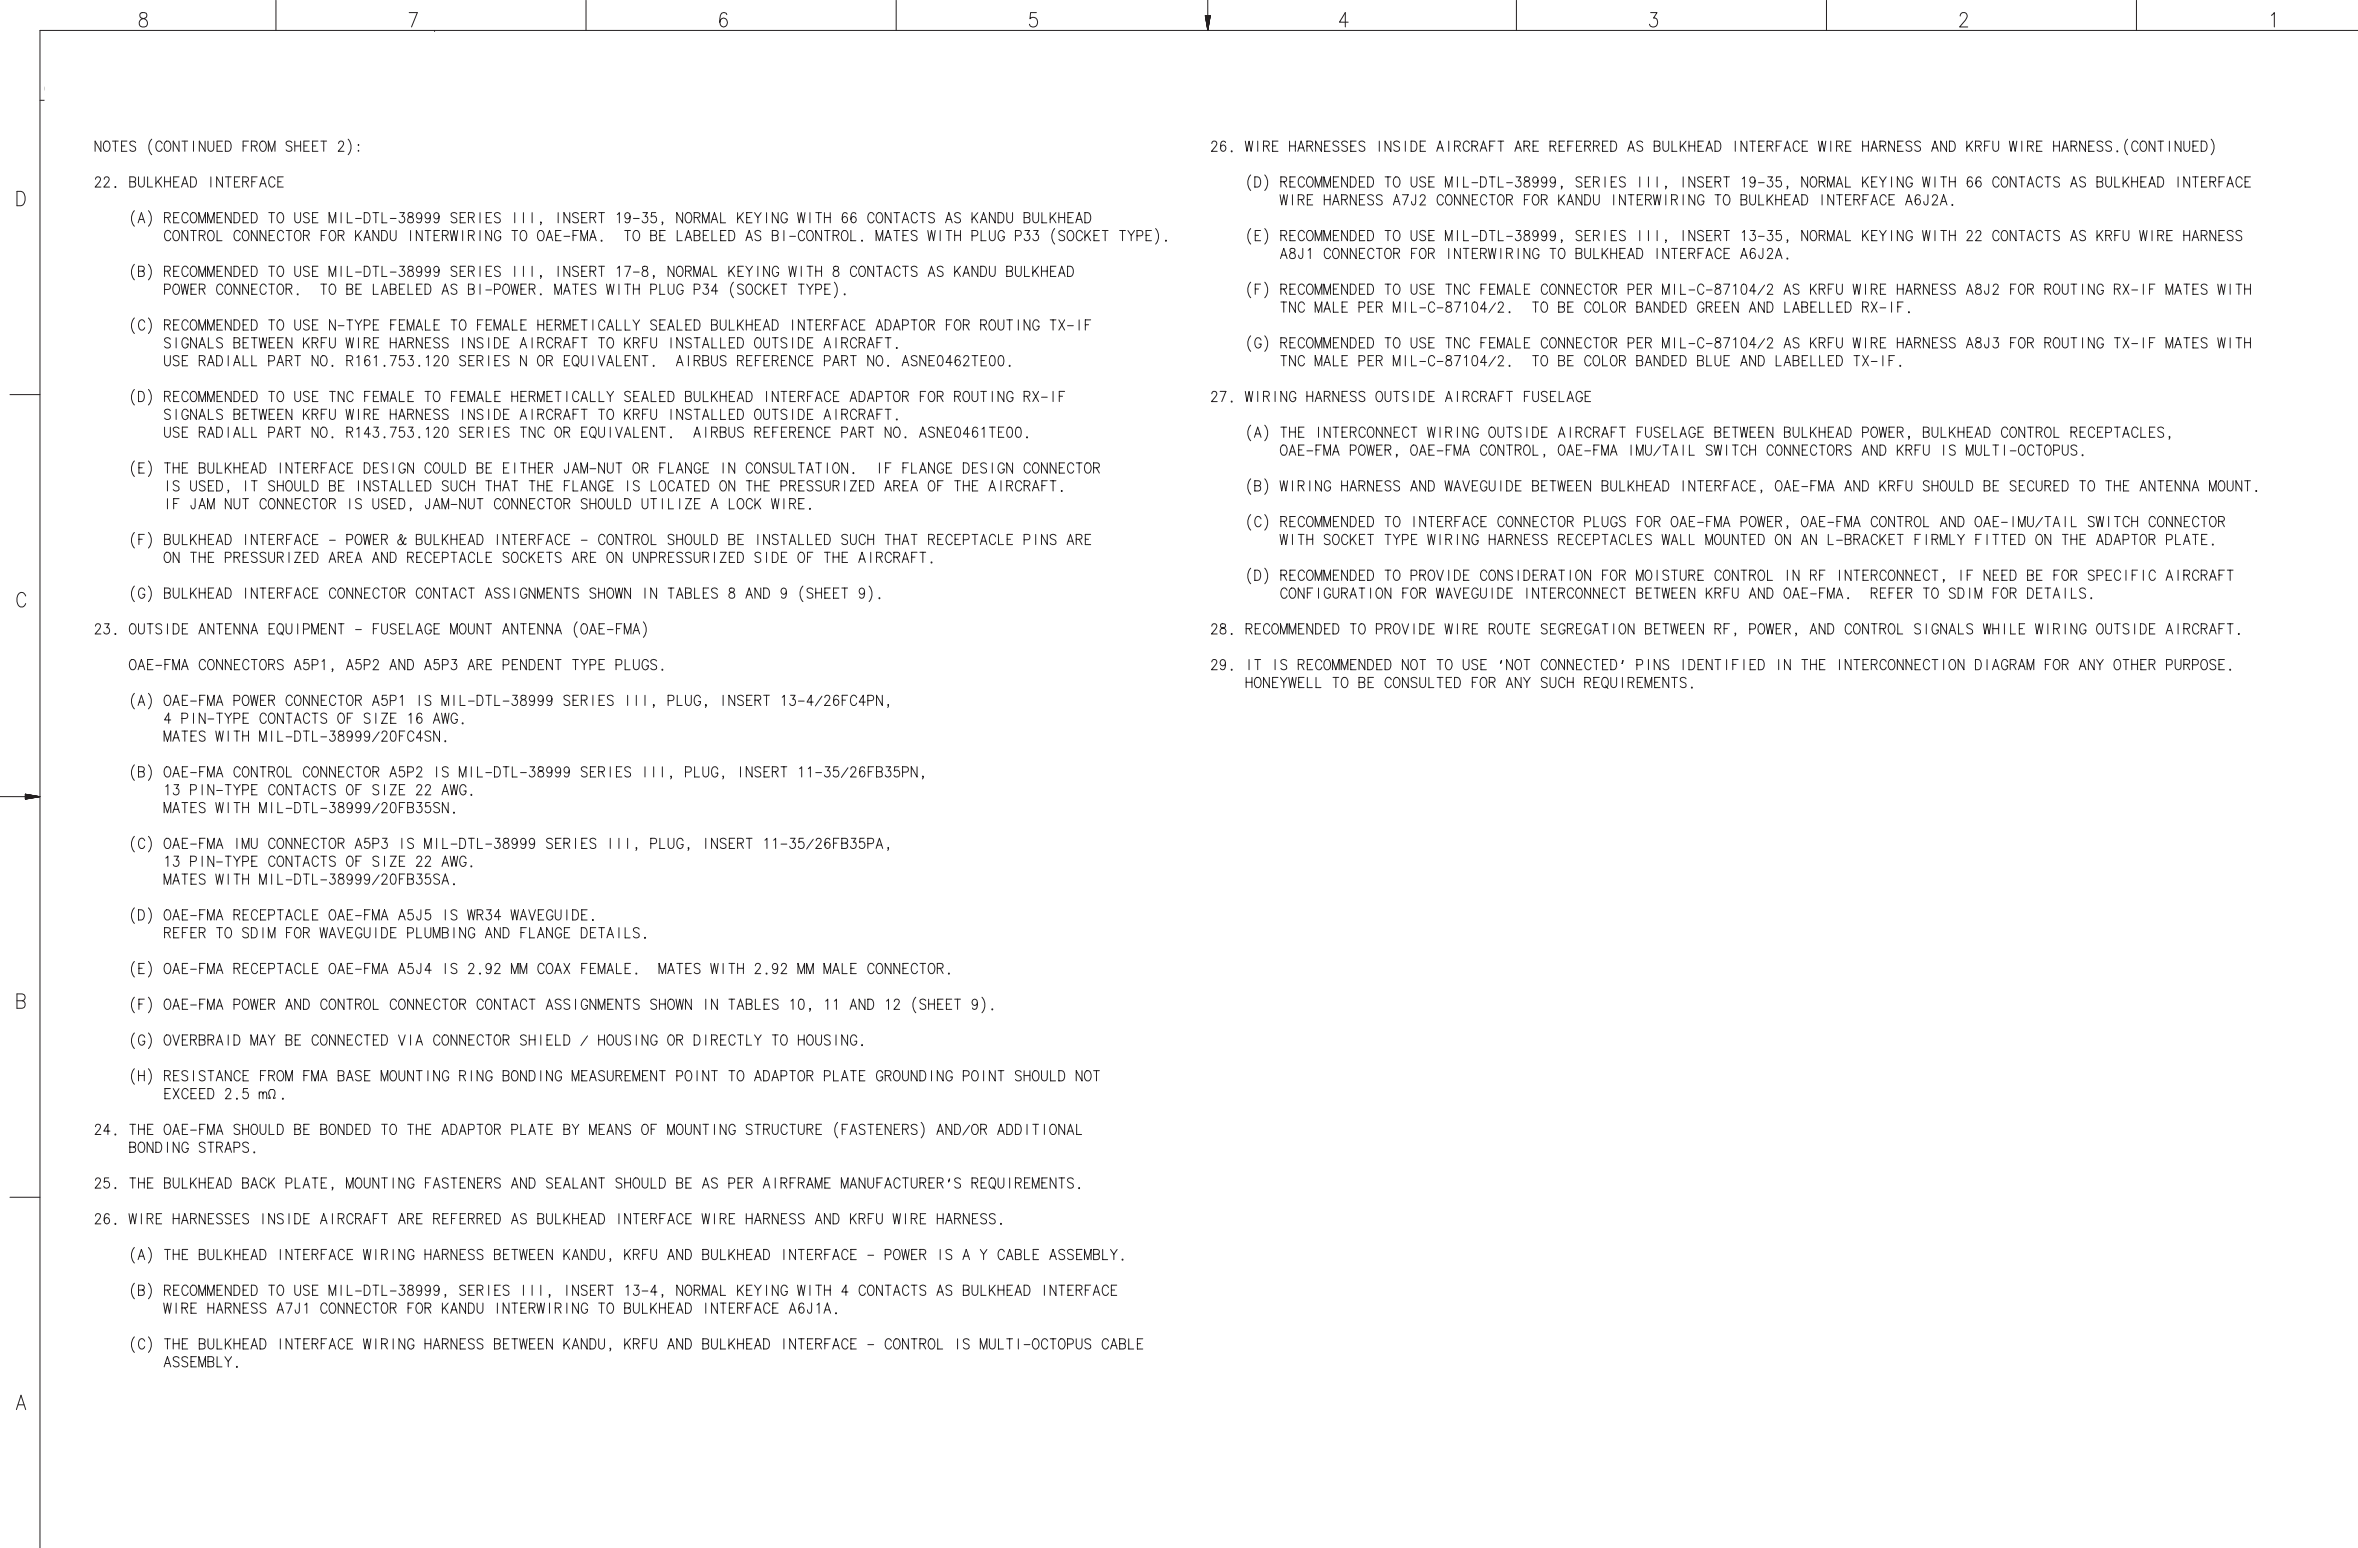 8 7 6 5 4 3 2 1
NOTES (CONTINUED FROM SHEET 2):
22. BULKHEAD INTERFACE
(A) RECOMMENDED TO USE MIL-DTL-38999 SERIES III, INSERT 19-35, NORMAL KEYING WITH 66 CONTACTS AS KANDU BULKHEAD
CONTROL CONNECTOR FOR KANDU INTERWIRING TO OAE-FMA. TO BE LABELED AS BI-CONTROL. MATES WITH PLUG P33 (SOCKET TYPE).
(B) RECOMMENDED TO USE MIL-DTL-38999 SERIES III, INSERT 17-8, NORMAL KEYING WITH 8 CONTACTS AS KANDU BULKHEAD
POWER CONNECTOR. TO BE LABELED AS BI-POWER. MATES WITH PLUG P34 (SOCKET TYPE).
(C) RECOMMENDED TO USE N-TYPE FEMALE TO FEMALE HERMETICALLY SEALED BULKHEAD INTERFACE ADAPTOR FOR ROUTING TX-IF
SIGNALS BETWEEN KRFU WIRE HARNESS INSIDE AIRCRAFT TO KRFU INSTALLED OUTSIDE AIRCRAFT.
USE RADIALL PART NO. R161.753.120 SERIES N OR EQUIVALENT. AIRBUS REFERENCE PART NO. ASNE0462TE00.
(D) RECOMMENDED TO USE TNC FEMALE TO FEMALE HERMETICALLY SEALED BULKHEAD INTERFACE ADAPTOR FOR ROUTING RX-IF
SIGNALS BETWEEN KRFU WIRE HARNESS INSIDE AIRCRAFT TO KRFU INSTALLED OUTSIDE AIRCRAFT.
USE RADIALL PART NO. R143.753.120 SERIES TNC OR EQUIVALENT. AIRBUS REFERENCE PART NO. ASNE0461TE00.
(E) THE BULKHEAD INTERFACE DESIGN COULD BE EITHER JAM-NUT OR FLANGE IN CONSULTATION. IF FLANGE DESIGN CONNECTOR
IS USED, IT SHOULD BE INSTALLED SUCH THAT THE FLANGE IS LOCATED ON THE PRESSURIZED AREA OF THE AIRCRAFT.
IF JAM NUT CONNECTOR IS USED, JAM-NUT CONNECTOR SHOULD UTILIZE A LOCK WIRE.
(F) BULKHEAD INTERFACE - POWER & BULKHEAD INTERFACE - CONTROL SHOULD BE INSTALLED SUCH THAT RECEPTACLE PINS ARE
ON THE PRESSURIZED AREA AND RECEPTACLE SOCKETS ARE ON UNPRESSURIZED SIDE OF THE AIRCRAFT.
(G) BULKHEAD INTERFACE CONNECTOR CONTACT ASSIGNMENTS SHOWN IN TABLES 8 AND 9 (SHEET 9).
23. OUTSIDE ANTENNA EQUIPMENT - FUSELAGE MOUNT ANTENNA (OAE-FMA)
OAE-FMA CONNECTORS A5P1, A5P2 AND A5P3 ARE PENDENT TYPE PLUGS.
(A) OAE-FMA POWER CONNECTOR A5P1 IS MIL-DTL-38999 SERIES III, PLUG, INSERT 13-4/26FC4PN,
4 PIN-TYPE CONTACTS OF SIZE 16 AWG.
MATES WITH MIL-DTL-38999/20FC4SN.
(B) OAE-FMA CONTROL CONNECTOR A5P2 IS MIL-DTL-38999 SERIES III, PLUG, INSERT 11-35/26FB35PN,
13 PIN-TYPE CONTACTS OF SIZE 22 AWG.
MATES WITH MIL-DTL-38999/20FB35SN.
(C) OAE-FMA IMU CONNECTOR A5P3 IS MIL-DTL-38999 SERIES III, PLUG, INSERT 11-35/26FB35PA,
13 PIN-TYPE CONTACTS OF SIZE 22 AWG.
MATES WITH MIL-DTL-38999/20FB35SA.
(D) OAE-FMA RECEPTACLE OAE-FMA A5J5 IS WR34 WAVEGUIDE.
REFER TO SDIM FOR WAVEGUIDE PLUMBING AND FLANGE DETAILS.
(E) OAE-FMA RECEPTACLE OAE-FMA A5J4 IS 2.92 MM COAX FEMALE. MATES WITH 2.92 MM MALE CONNECTOR.
(F) OAE-FMA POWER AND CONTROL CONNECTOR CONTACT ASSIGNMENTS SHOWN IN TABLES 10, 11 AND 12 (SHEET 9).
(G) OVERBRAID MAY BE CONNECTED VIA CONNECTOR SHIELD / HOUSING OR DIRECTLY TO HOUSING.
(H) RESISTANCE FROM FMA BASE MOUNTING RING BONDING MEASUREMENT POINT TO ADAPTOR PLATE GROUNDING POINT SHOULD NOT
EXCEED 2.5 mΩ.
24. THE OAE-FMA SHOULD BE BONDED TO THE ADAPTOR PLATE BY MEANS OF MOUNTING STRUCTURE (FASTENERS) AND/OR ADDITIONAL
BONDING STRAPS.
25. THE BULKHEAD BACK PLATE, MOUNTING FASTENERS AND SEALANT SHOULD BE AS PER AIRFRAME MANUFACTURER'S REQUIREMENTS.
26. WIRE HARNESSES INSIDE AIRCRAFT ARE REFERRED AS BULKHEAD INTERFACE WIRE HARNESS AND KRFU WIRE HARNESS.
(A) THE BULKHEAD INTERFACE WIRING HARNESS BETWEEN KANDU, KRFU AND BULKHEAD INTERFACE - POWER IS A Y CABLE ASSEMBLY.
(B) RECOMMENDED TO USE MIL-DTL-38999, SERIES III, INSERT 13-4, NORMAL KEYING WITH 4 CONTACTS AS BULKHEAD INTERFACE
WIRE HARNESS A7J1 CONNECTOR FOR KANDU INTERWIRING TO BULKHEAD INTERFACE A6J1A.
(C) THE BULKHEAD INTERFACE WIRING HARNESS BETWEEN KANDU, KRFU AND BULKHEAD INTERFACE - CONTROL IS MULTI-OCTOPUS CABLE
ASSEMBLY.
26. WIRE HARNESSES INSIDE AIRCRAFT ARE REFERRED AS BULKHEAD INTERFACE WIRE HARNESS AND KRFU WIRE HARNESS.(CONTINUED)
(D) RECOMMENDED TO USE MIL-DTL-38999, SERIES III, INSERT 19-35, NORMAL KEYING WITH 66 CONTACTS AS BULKHEAD INTERFACE
WIRE HARNESS A7J2 CONNECTOR FOR KANDU INTERWIRING TO BULKHEAD INTERFACE A6J2A.
(E) RECOMMENDED TO USE MIL-DTL-38999, SERIES III, INSERT 13-35, NORMAL KEYING WITH 22 CONTACTS AS KRFU WIRE HARNESS
A8J1 CONNECTOR FOR INTERWIRING TO BULKHEAD INTERFACE A6J2A.
(F) RECOMMENDED TO USE TNC FEMALE CONNECTOR PER MIL-C-87104/2 AS KRFU WIRE HARNESS A8J2 FOR ROUTING RX-IF MATES WITH
TNC MALE PER MIL-C-87104/2. TO BE COLOR BANDED GREEN AND LABELLED RX-IF.
(G) RECOMMENDED TO USE TNC FEMALE CONNECTOR PER MIL-C-87104/2 AS KRFU WIRE HARNESS A8J3 FOR ROUTING TX-IF MATES WITH
TNC MALE PER MIL-C-87104/2. TO BE COLOR BANDED BLUE AND LABELLED TX-IF.
27. WIRING HARNESS OUTSIDE AIRCRAFT FUSELAGE
(A) THE INTERCONNECT WIRING OUTSIDE AIRCRAFT FUSELAGE BETWEEN BULKHEAD POWER, BULKHEAD CONTROL RECEPTACLES,
OAE-FMA POWER, OAE-FMA CONTROL, OAE-FMA IMU/TAIL SWITCH CONNECTORS AND KRFU IS MULTI-OCTOPUS.
(B) WIRING HARNESS AND WAVEGUIDE BETWEEN BULKHEAD INTERFACE, OAE-FMA AND KRFU SHOULD BE SECURED TO THE ANTENNA MOUNT.
(C) RECOMMENDED TO INTERFACE CONNECTOR PLUGS FOR OAE-FMA POWER, OAE-FMA CONTROL AND OAE-IMU/TAIL SWITCH CONNECTOR
WITH SOCKET TYPE WIRING HARNESS RECEPTACLES WALL MOUNTED ON AN L-BRACKET FIRMLY FITTED ON THE ADAPTOR PLATE.
(D) RECOMMENDED TO PROVIDE CONSIDERATION FOR MOISTURE CONTROL IN RF INTERCONNECT, IF NEED BE FOR SPECIFIC AIRCRAFT
CONFIGURATION FOR WAVEGUIDE INTERCONNECT BETWEEN KRFU AND OAE-FMA. REFER TO SDIM FOR DETAILS.
28. RECOMMENDED TO PROVIDE WIRE ROUTE SEGREGATION BETWEEN RF, POWER, AND CONTROL SIGNALS WHILE WIRING OUTSIDE AIRCRAFT.
29. IT IS RECOMMENDED NOT TO USE 'NOT CONNECTED' PINS IDENTIFIED IN THE INTERCONNECTION DIAGRAM FOR ANY OTHER PURPOSE.
HONEYWELL TO BE CONSULTED FOR ANY SUCH REQUIREMENTS.
D
C
B
A